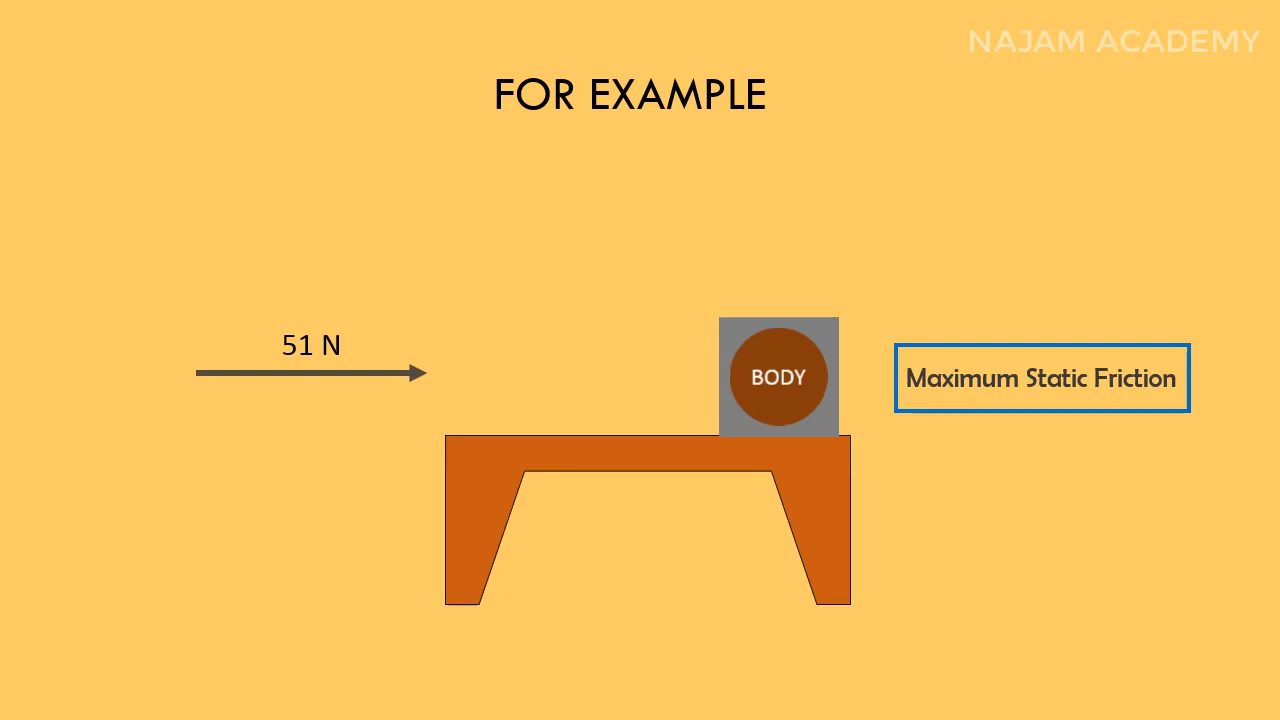 NAJAM ACADEMY
FOR EXAMPLE
51 N
BODY
Maximum Static Friction